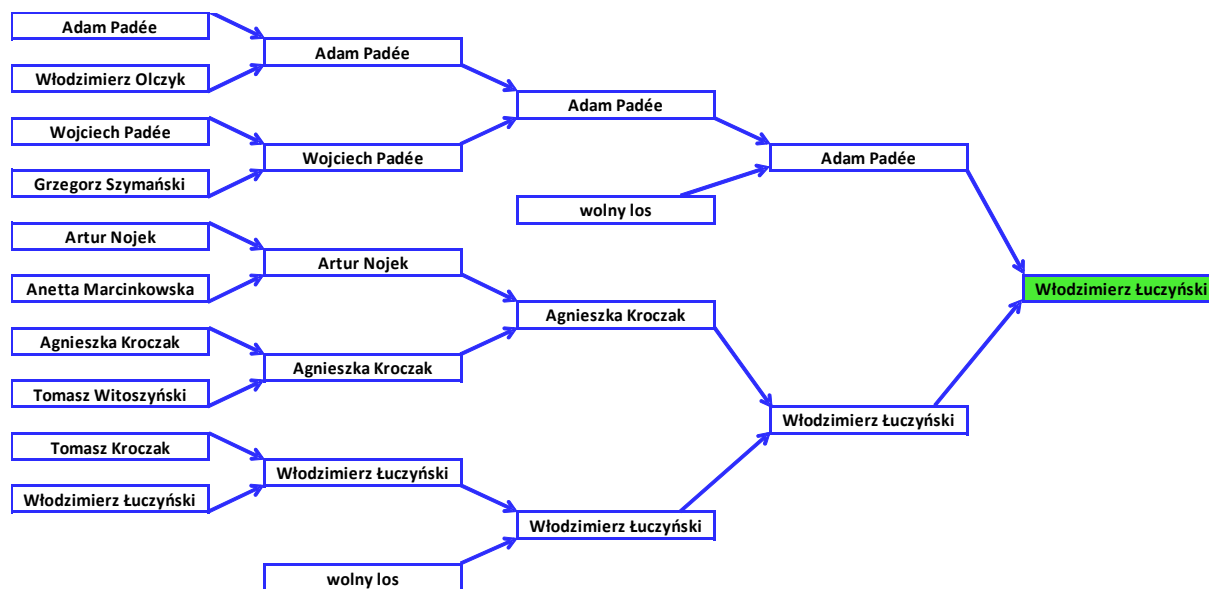 Adam Padée
Włodzimierz Olczyk
Wojciech Padée
Grzegorz Szymański
Artur Nojek
Anetta Marcinkowska
Agnieszka Kroczak
Tomasz Witoszyński
Tomasz Kroczak
Włodzimierz Łuczyński
Adam Padée
Wojciech Padée
Artur Nojek
Agnieszka Kroczak
Włodzimierz Łuczyński
wolny los
Adam Padée
wolny los
Agnieszka Kroczak
Włodzimierz Łuczyński
Adam Padée
Włodzimierz Łuczyński
Włodzimierz Łuczyński